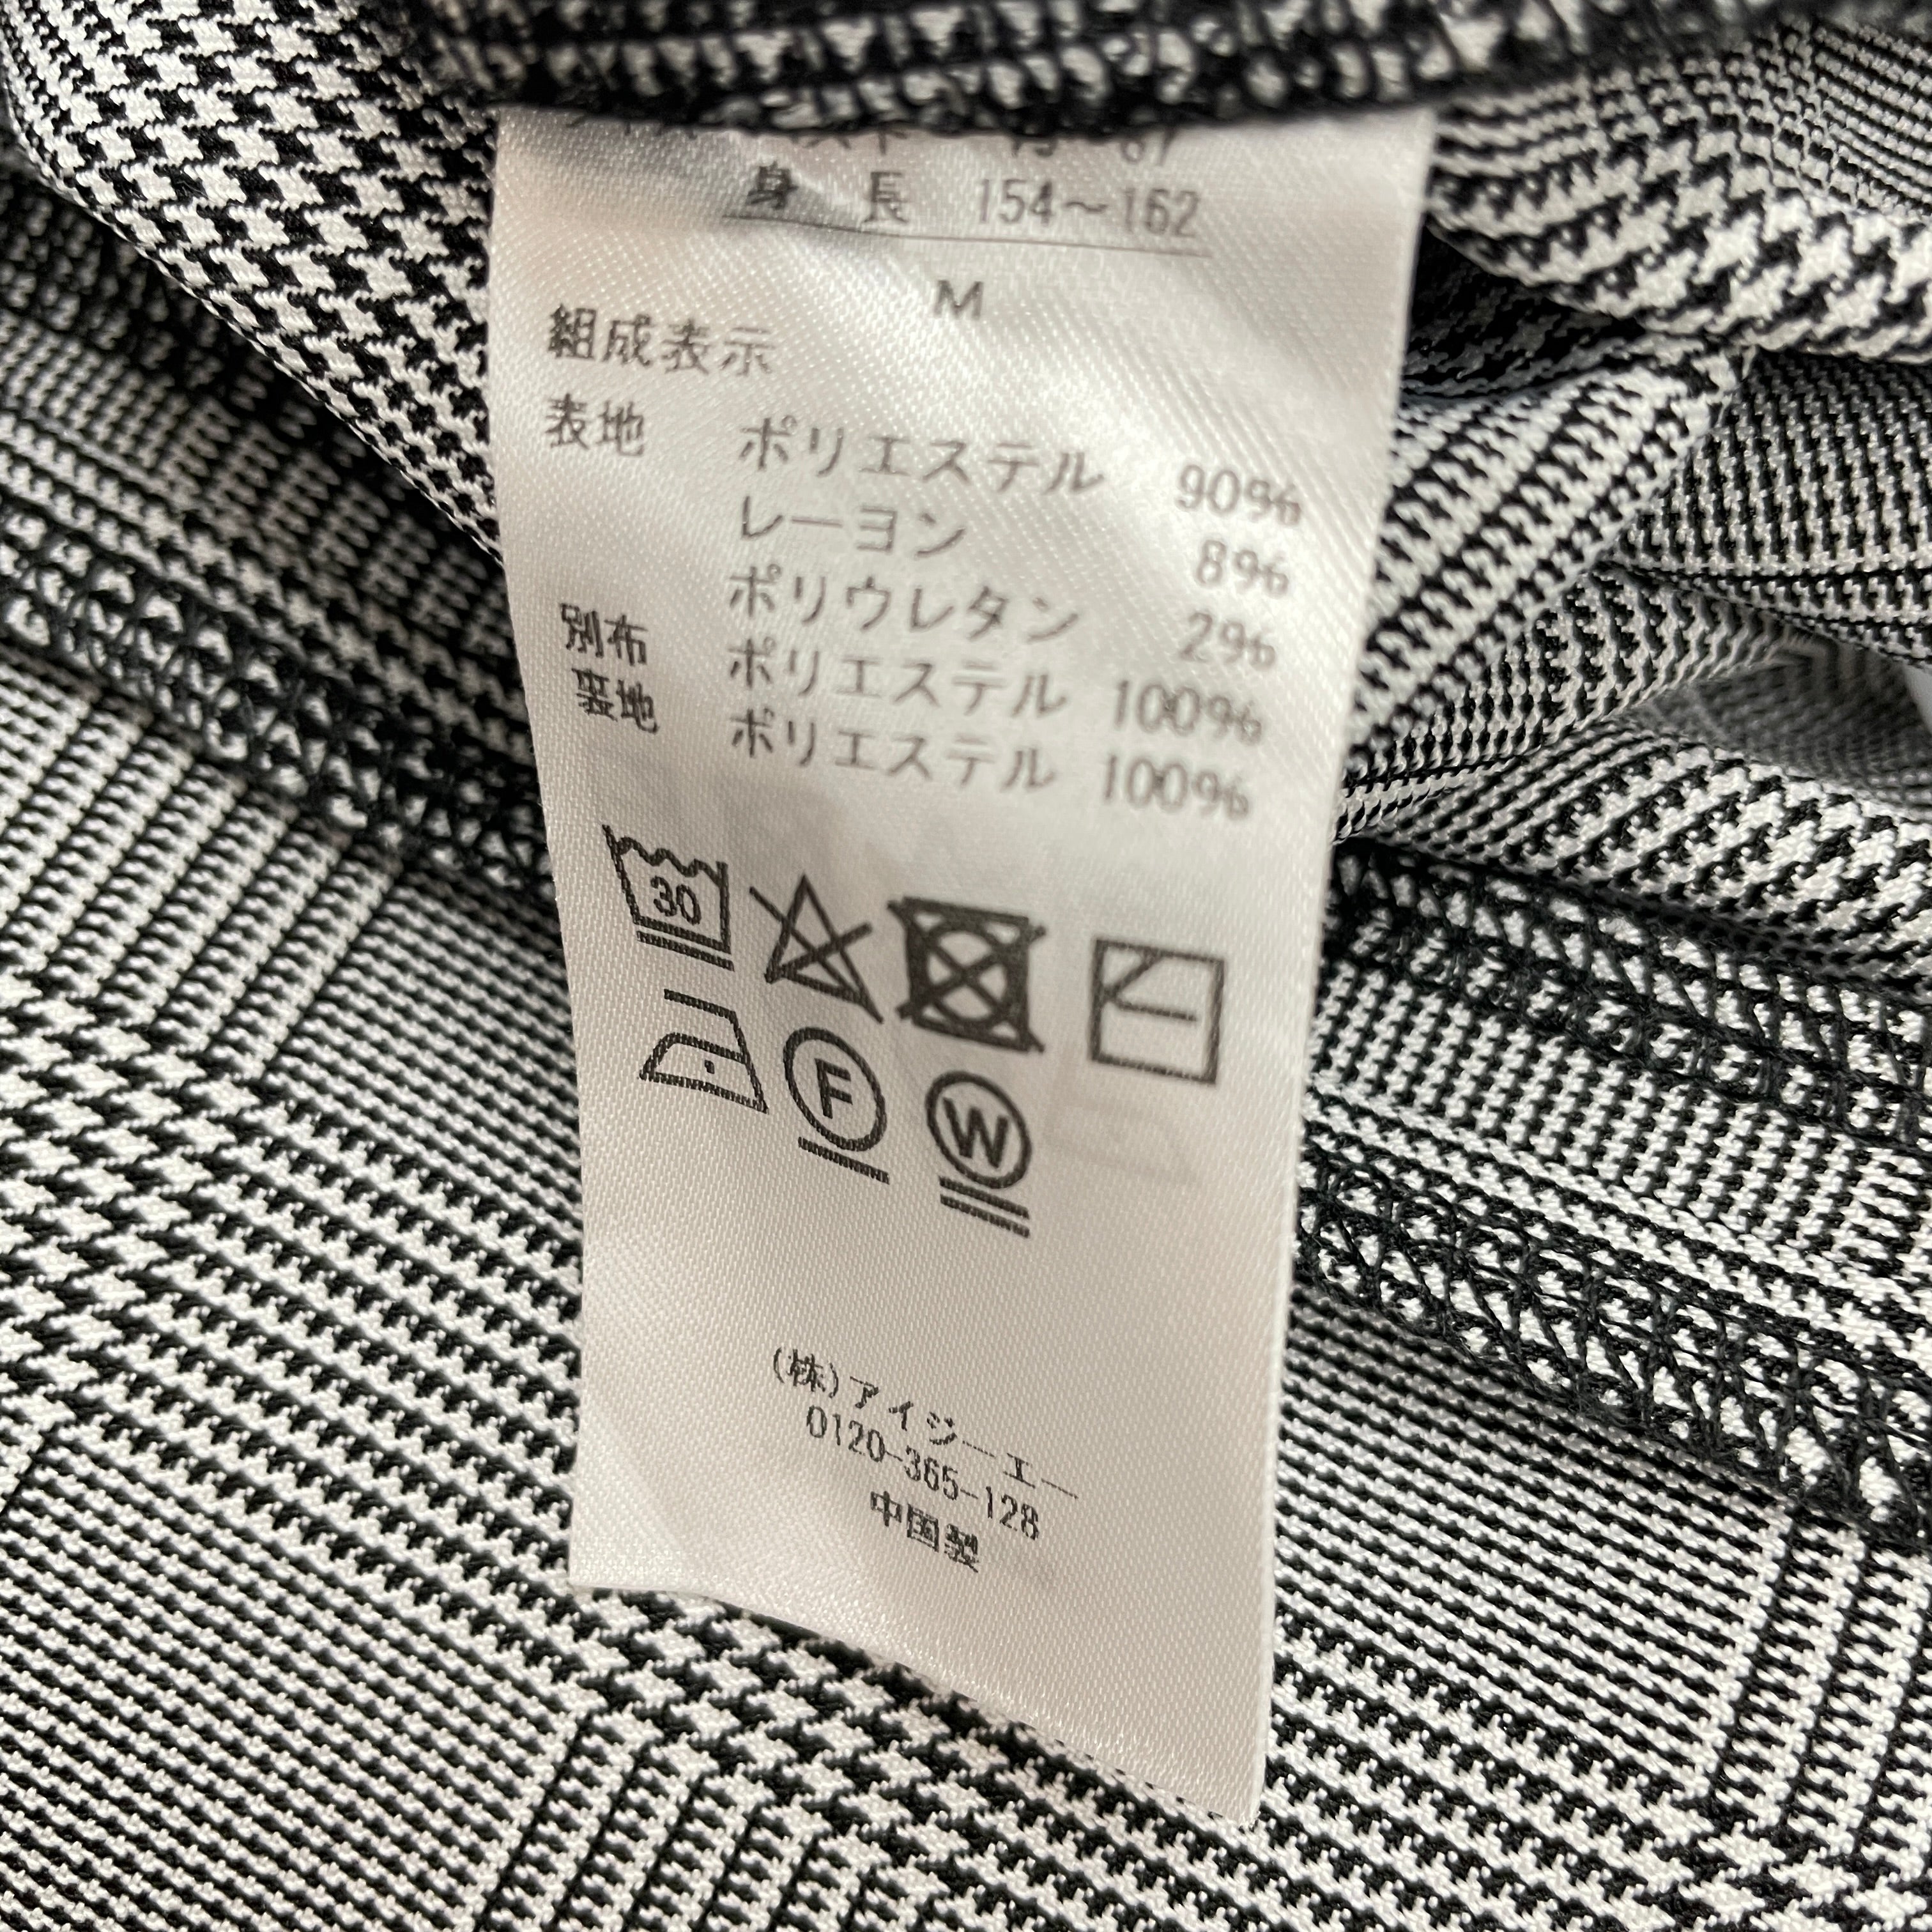 身 長 154~162
M
組成表示
表地 ポリエステル 90%
レーヨン 8%
ポリウレタン 2%
別布 ポリエステル 100%
裏地 ポリエステル 100%
30
F
W
(株)アイジーエー
0120-365-128
中国製